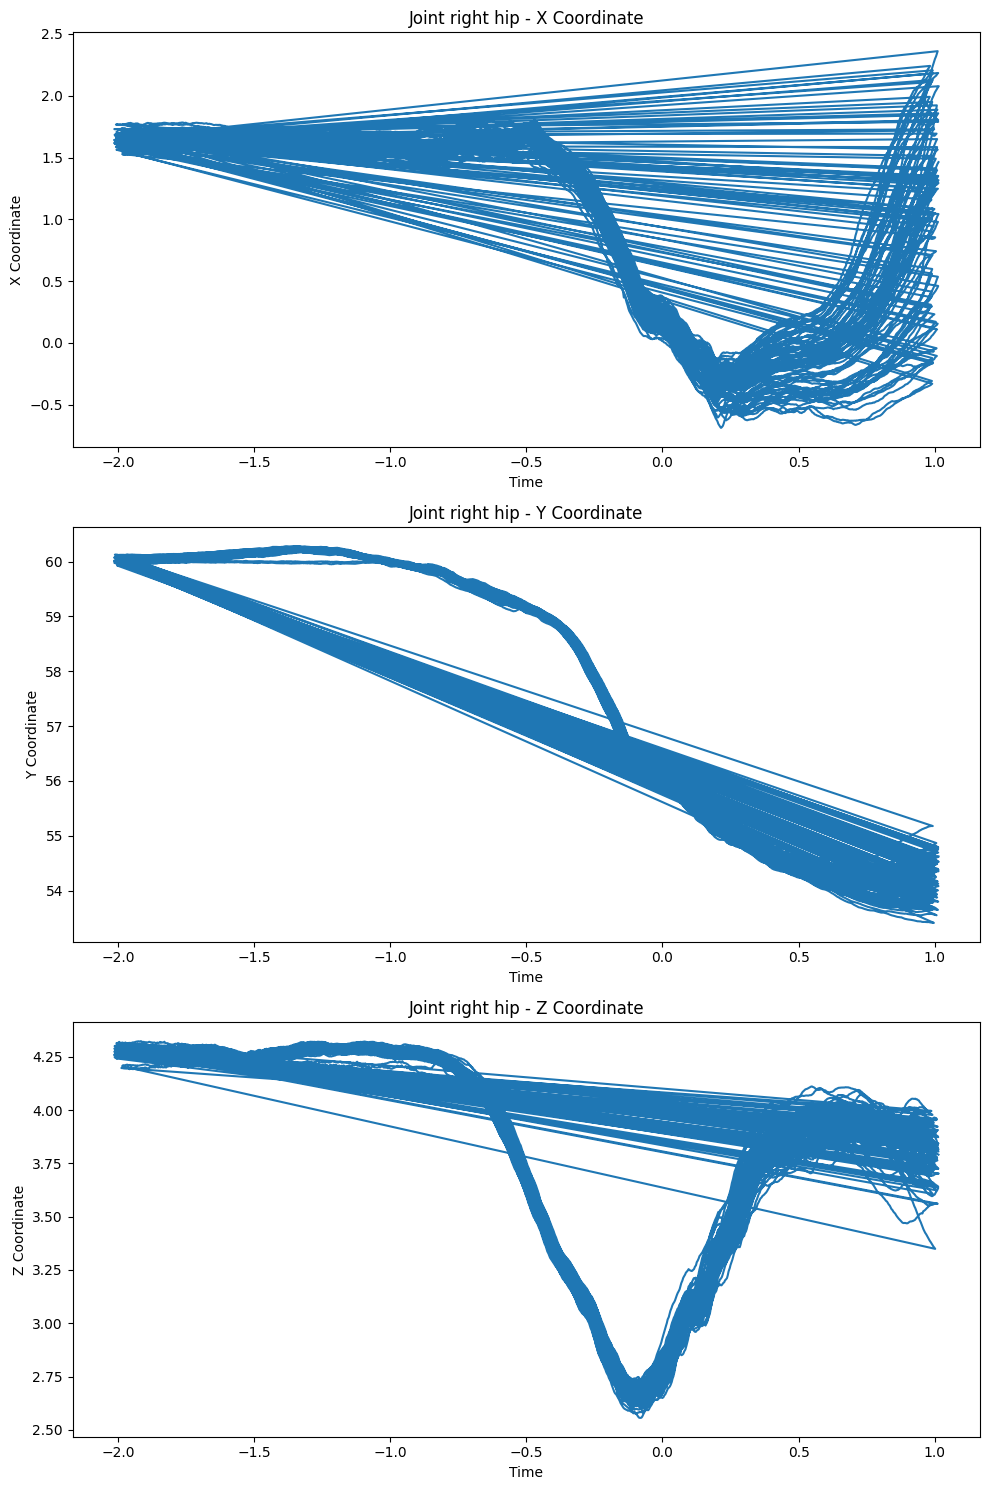 Joint right hip - X Coordinate
2.5
2.0
1.5
1.0
0.5
0.0
−0.5
X Coordinate
−2.0 −1.5 −1.0 −0.5 0.0 0.5 1.0
Time
Joint right hip - Y Coordinate
60
59
58
57
56
55
54
Y Coordinate
−2.0 −1.5 −1.0 −0.5 0.0 0.5 1.0
Time
Joint right hip - Z Coordinate
4.25
4.00
3.75
3.50
3.25
3.00
2.75
2.50
Z Coordinate
−2.0 −1.5 −1.0 −0.5 0.0 0.5 1.0
Time